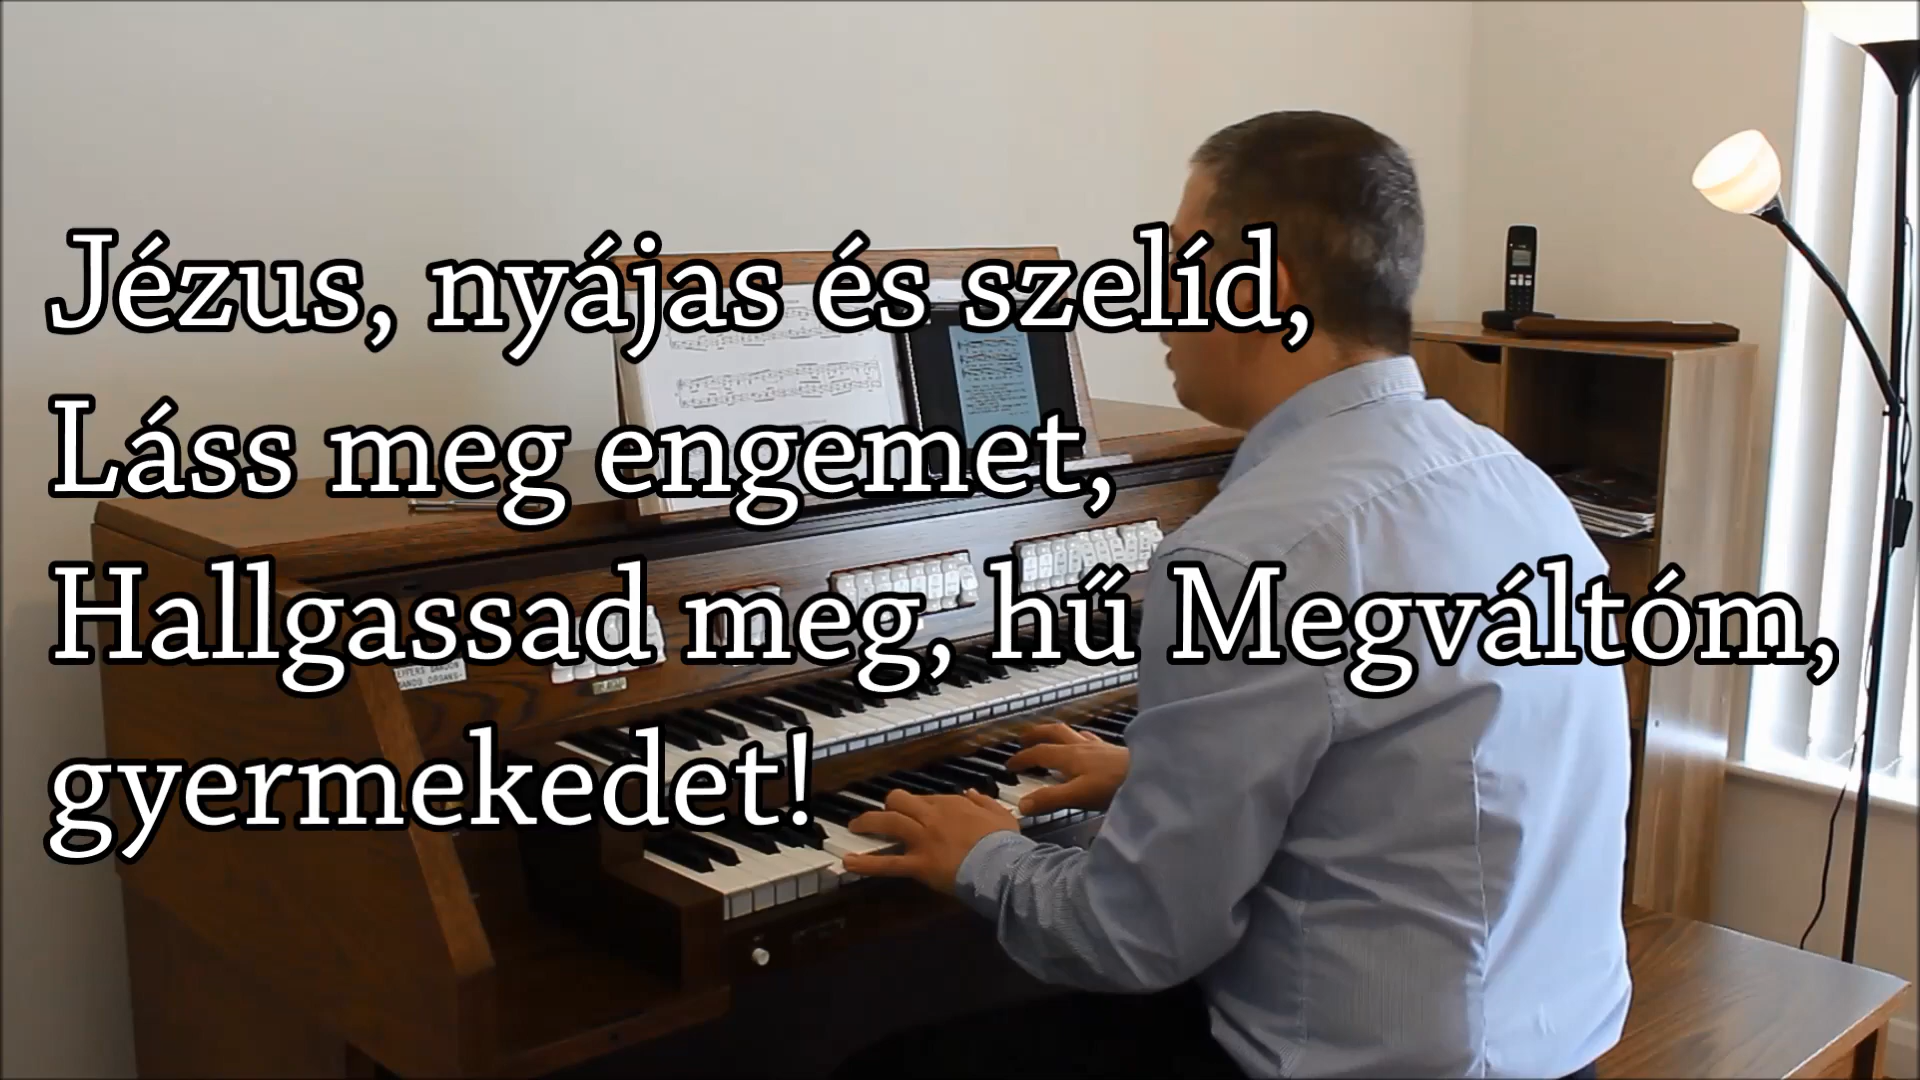 Jézus, nyájas és szelíd,
Láss meg engemet,
Hallgassad meg, hű Megváltóm,
gyermekedet!